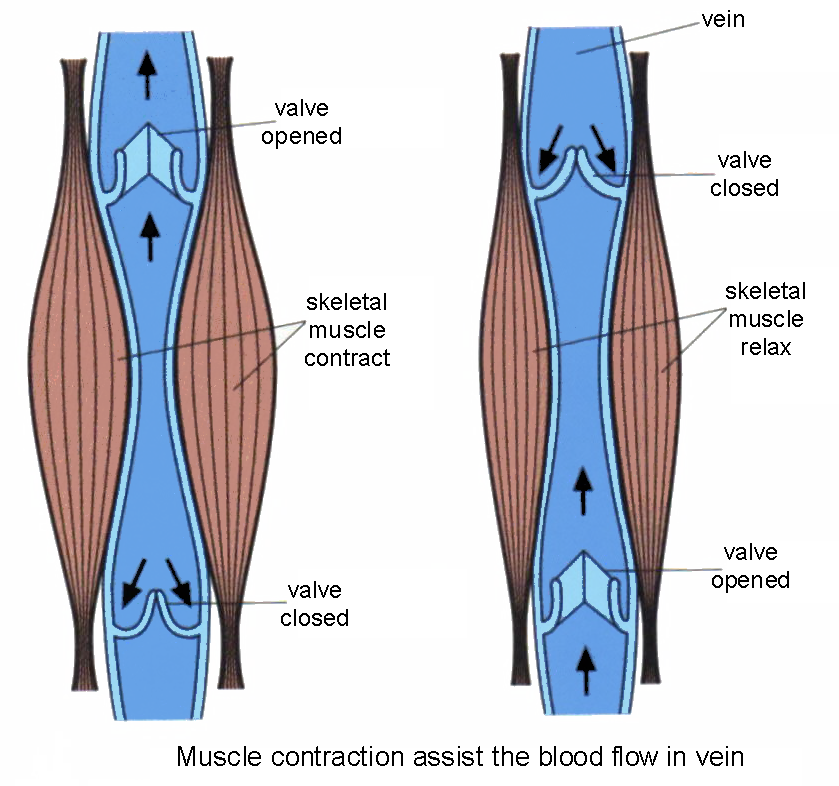 vein
valve
opened
valve
closed
skeletal
muscle
contract
skeletal
muscle
relax
valve
opened
valve
closed
Muscle contraction assist the blood flow in vein